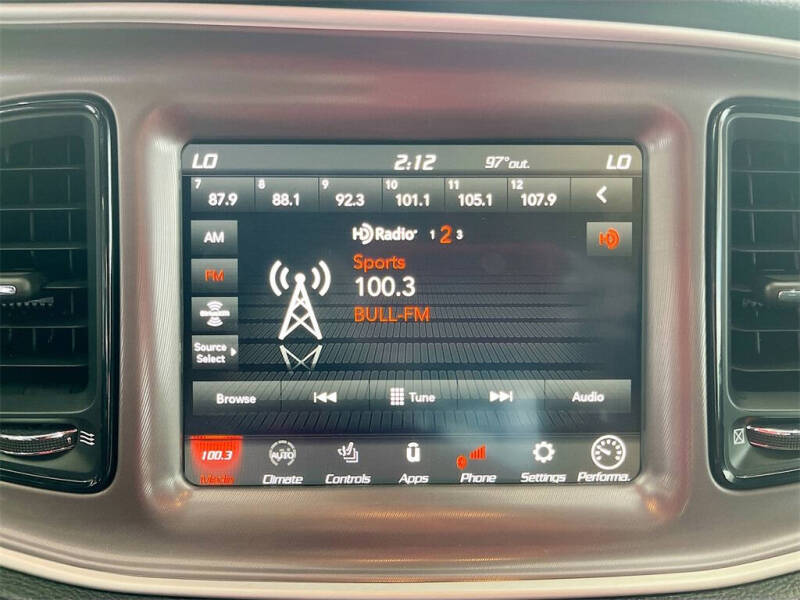 LO 2:12 97°out. LO
7 8 9 10 11 12
87.9 88.1 92.3 101.1 105.1 107.9 <
AM HD Radio 1 2 3 HD
Sports
FM 100.3
BULL-FM
SiriusXM
Source
Select
Browse Tune Audio
100.3 AUTO
Climate Controls Apps Phone Settings Performa.